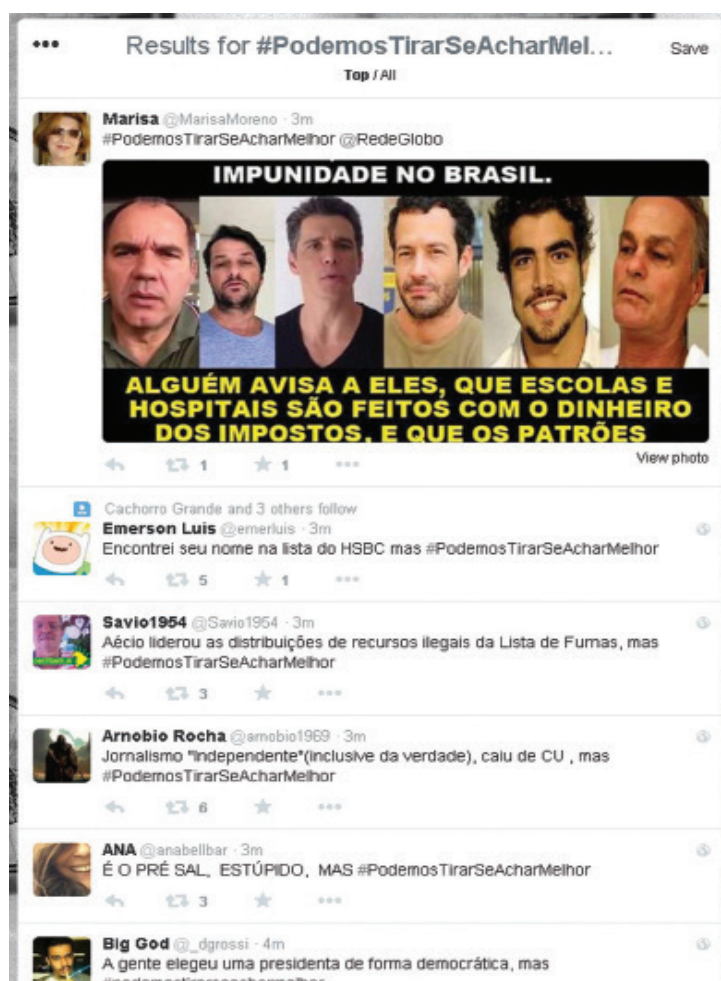 Results for #PodemosTirarSeAcharMel...
Save
Top / All
Marisa @MarisaMoreno · 3m
#PodemosTirarSeAcharMelhor @RedeGlobo
IMPUNIDADE NO BRASIL.
ALGUÉM AVISA A ELES, QUE ESCOLAS E
HOSPITAIS SÃO FEITOS COM O DINHEIRO
DOS IMPOSTOS, E QUE OS PATRÕES
1 1
View photo
Cachorro Grande and 3 others follow
Emerson Luis @emerluis · 3m
Encontrei seu nome na lista do HSBC mas #PodemosTirarSeAcharMelhor
5 1
Savio1954 @Savio1954 · 3m
Aécio liderou as distribuições de recursos ilegais da Lista de Furnas, mas
#PodemosTirarSeAcharMelhor
3
Arnobio Rocha @arnobio1969 · 3m
Jornalismo "Independente"(inclusive da verdade), caiu de CU , mas
#PodemosTirarSeAcharMelhor
6
ANA @anabellbar · 3m
É O PRÉ SAL, ESTÚPIDO, MAS #PodemosTirarSeAcharMelhor
3
Big God @_dgrossi · 4m
A gente elegeu uma presidenta de forma democrática, mas
#podemostirarseacharmelhor